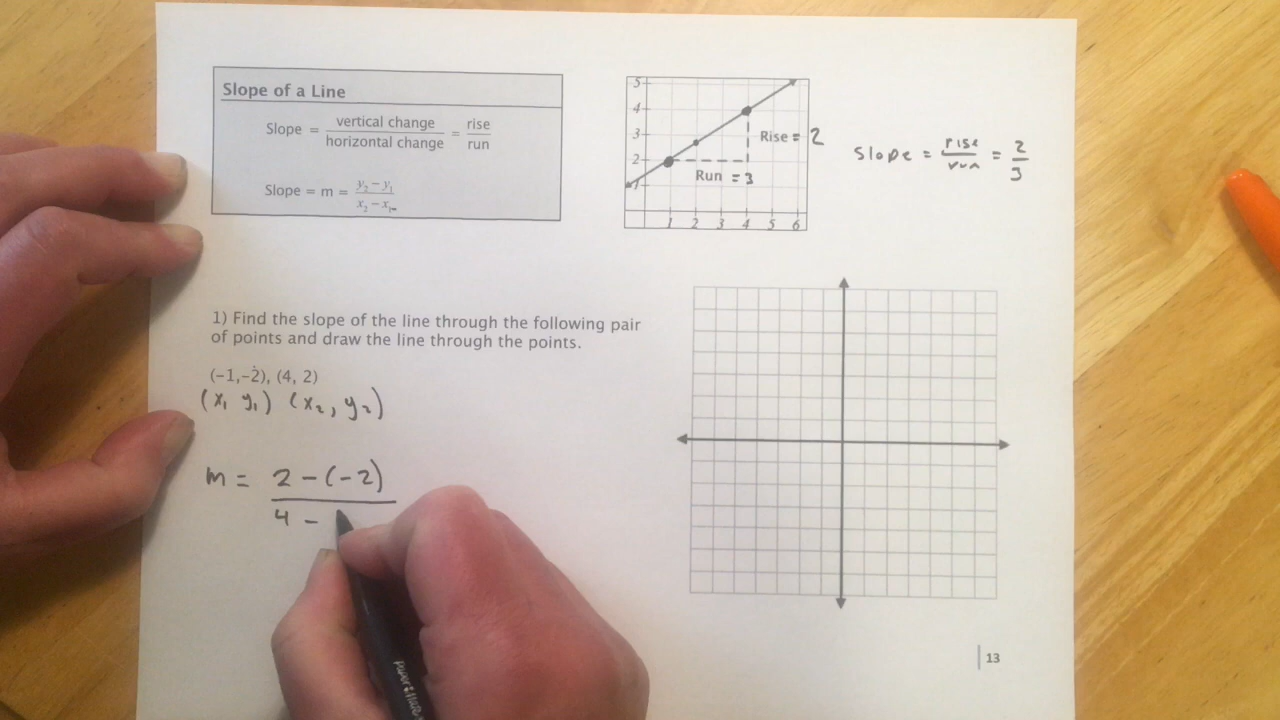 Slope of a Line
Slope = vertical change / horizontal change = rise / run
Slope = m = y₂ – y₁ / x₂ – x₁
5
4
3
2
1
1 2 3 4 5 6
Rise = 2
Run = 3
Slope = rise / run = 2 / 3
1) Find the slope of the line through the following pair
of points and draw the line through the points.
(–1,–2), (4, 2)
(x₁ y₁) (x₂, y₂)
m = 2 – (–2)
4 –
13